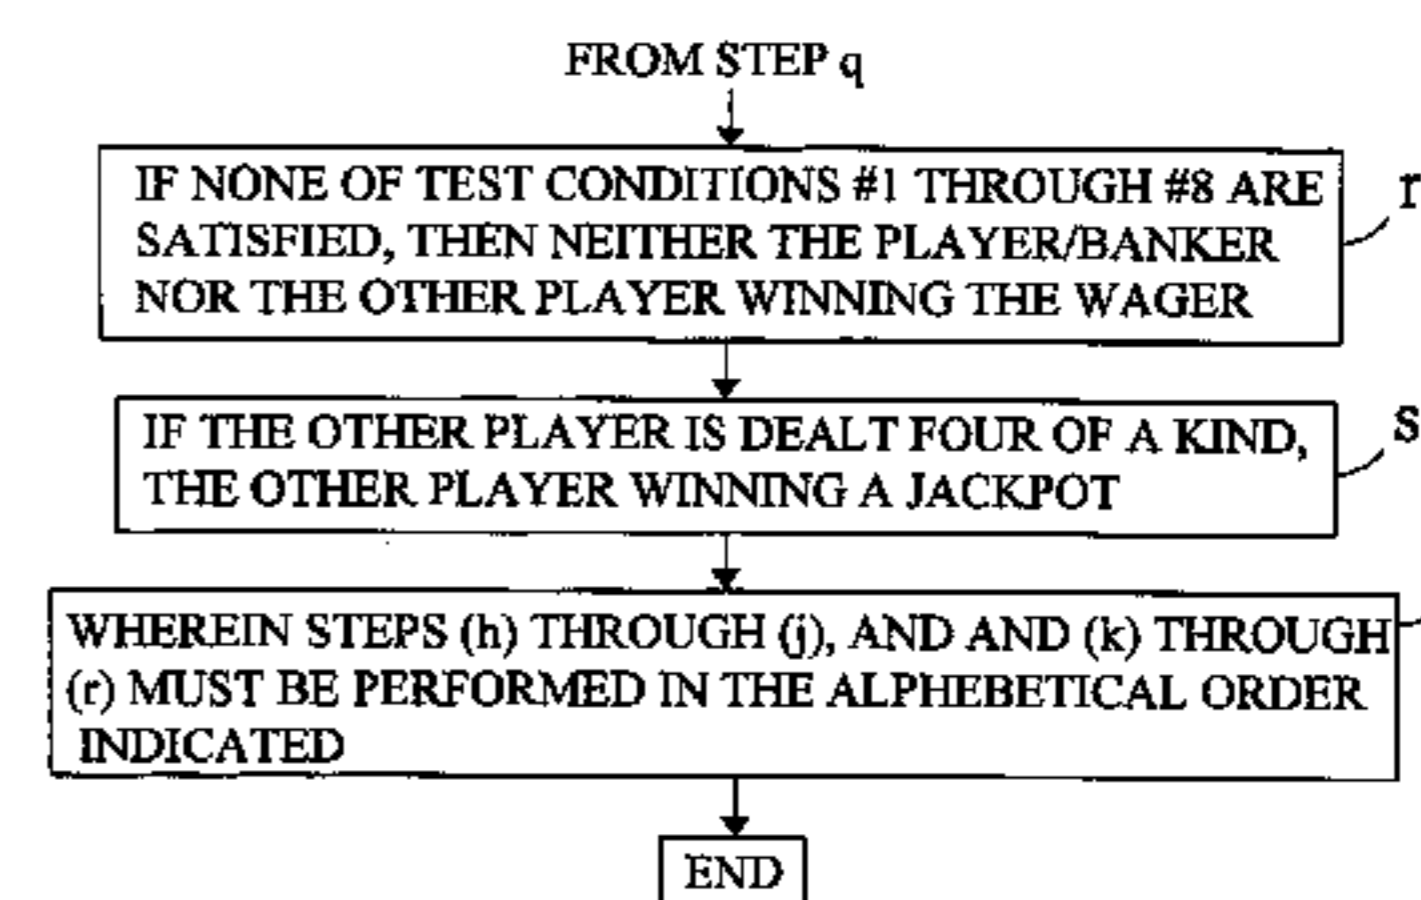 FROM STEP q
IF NONE OF TEST CONDITIONS #1 THROUGH #8 ARE
SATISFIED, THEN NEITHER THE PLAYER/BANKER
NOR THE OTHER PLAYER WINNING THE WAGER
r
IF THE OTHER PLAYER IS DEALT FOUR OF A KIND,
THE OTHER PLAYER WINNING A JACKPOT
s
WHEREIN STEPS (h) THROUGH (j), AND AND (k) THROUGH
(r) MUST BE PERFORMED IN THE ALPHEBETICAL ORDER
INDICATED
END